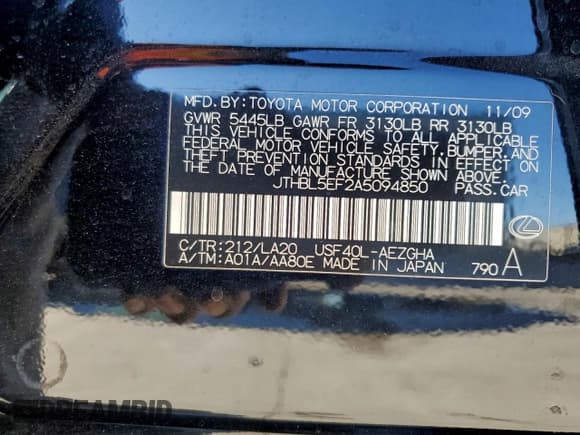 MFD.BY:TOYOTA MOTOR CORPORATION 11/09
GVWR 5445LB GAWR FR 3130LB RR 3130LB
THIS VEHICLE CONFORMS TO ALL APPLICABLE
FEDERAL MOTOR VEHICLE SAFETY,BUMPER,AND
THEFT PREVENTION STANDARDS IN EFFECT ON
THE DATE OF MANUFACTURE SHOWN ABOVE.
JTHBL5EF2A5094850 PASS.CAR
C/TR:212/LA20 USF40L-AEZGHA
A/TM:A01A/AA80E MADE IN JAPAN 790 A
DREAMBID